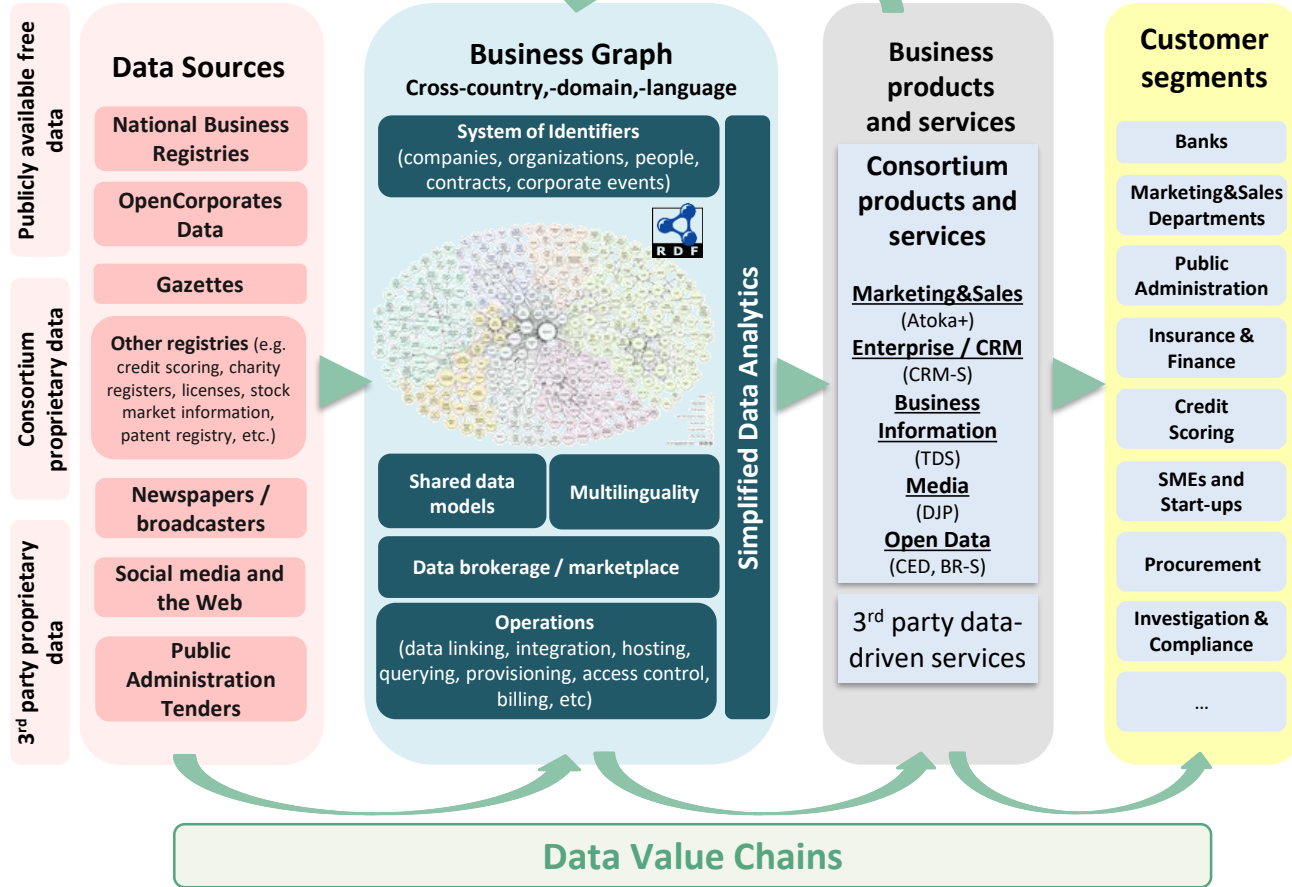 Publicly available free
data
Consortium
proprietary data
3rd party proprietary
data
Data Sources
National Business
Registries
OpenCorporates
Data
Gazettes
Other registries (e.g.
credit scoring, charity
registers, licenses, stock
market information,
patent registry, etc.)
Newspapers /
broadcasters
Social media and
the Web
Public
Administration
Tenders
Business Graph
Cross-country,-domain,-language
System of Identifiers
(companies, organizations, people,
contracts, corporate events)
RDF
Shared data
models
Multilinguality
Data brokerage / marketplace
Operations
(data linking, integration, hosting,
querying, provisioning, access control,
billing, etc)
Simplified Data Analytics
Business
products
and services
Consortium
products and
services
Marketing&Sales
(Atoka+)
Enterprise / CRM
(CRM-S)
Business
Information
(TDS)
Media
(DJP)
Open Data
(CED, BR-S)
3rd party data-
driven services
Customer
segments
Banks
Marketing&Sales
Departments
Public
Administration
Insurance &
Finance
Credit
Scoring
SMEs and
Start-ups
Procurement
Investigation &
Compliance
...
Data Value Chains